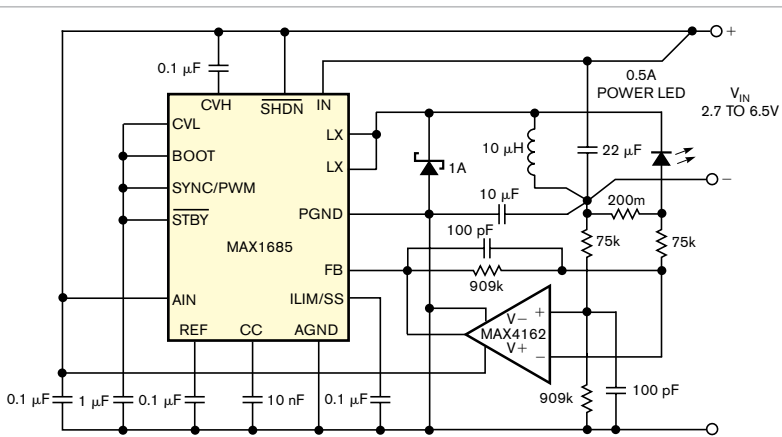 +
0.1 µF
0.5A
POWER LED
V_IN
2.7 TO 6.5V
CVH
SHDN
IN
CVL
LX
BOOT
LX
10 µH
22 µF
1A
SYNC/PWM
−
10 µF
200m
STBY
PGND
100 pF
75k
75k
MAX1685
FB
909k
AIN
ILIM/SS
V−
+
MAX4162
V+
−
REF
CC
AGND
0.1 µF
1 µF
0.1 µF
10 nF
0.1 µF
909k
100 pF